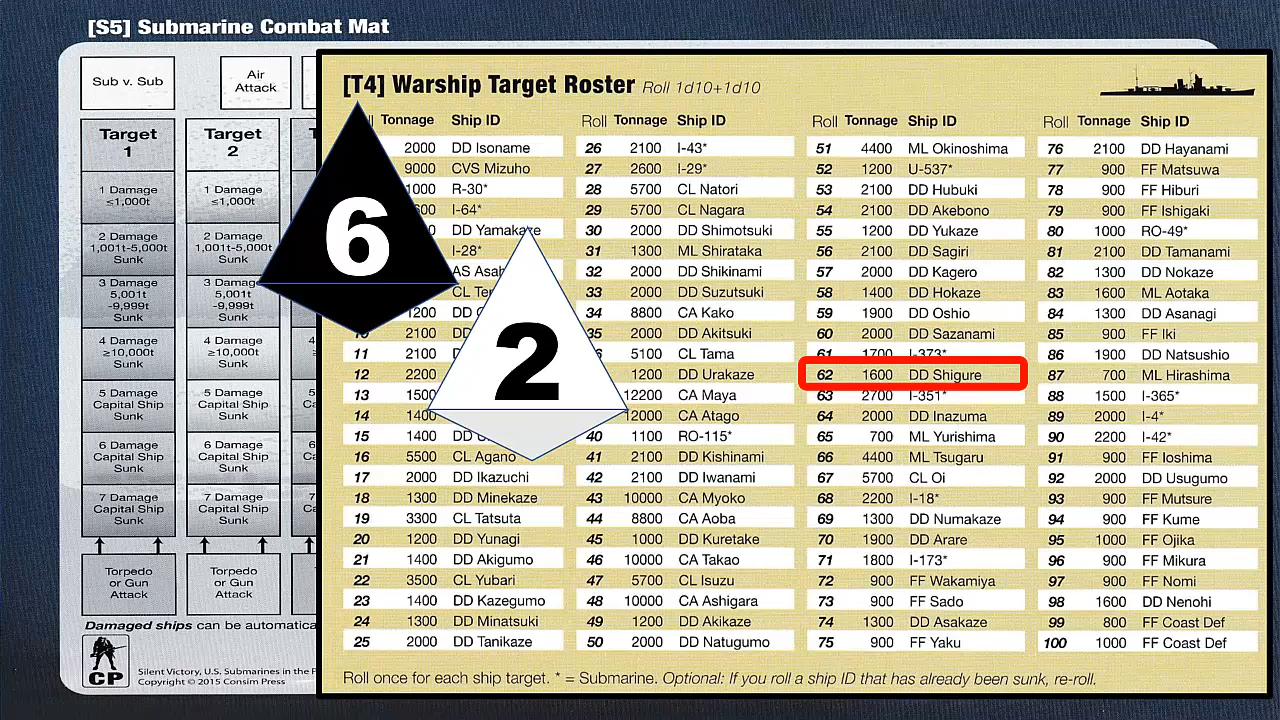 [S5] Submarine Combat Mat
Sub v. Sub
Air
Attack
Target
1
Target
2
1 Damage
≤1,000t
1 Damage
≤1,000t
2 Damage
1,001t-5,000t
Sunk
2 Damage
1,001t-5,000t
Sunk
3 Damage
5,001t
-9,999t
Sunk
3 Damage
5,001t
-9,999t
Sunk
4 Damage
≥10,000t
Sunk
4 Damage
≥10,000t
Sunk
5 Damage
Capital Ship
Sunk
5 Damage
Capital Ship
Sunk
6 Damage
Capital Ship
Sunk
6 Damage
Capital Ship
Sunk
7 Damage
Capital Ship
Sunk
7 Damage
Capital Ship
Sunk
Torpedo
or Gun
Attack
Torpedo
or Gun
Attack
Damaged ships can be automatica
CP
Silent Victory, U.S. Submarines in the P
Copyright © 2015 Consim Press
[T4] Warship Target Roster Roll 1d10+1d10
Tonnage Ship ID
2000 DD Isoname
9000 CVS Mizuho
1000 R-30*
I-64*
DD Yamakaze
I-28*
AS Asah
CL Te
1200 DD
10 2100 DD
11 2100
12 2200
13 1500
14 1400
15 1400 DD
16 5500 CL Agano
17 2000 DD Ikazuchi
18 1300 DD Minekaze
19 3300 CL Tatsuta
20 1200 DD Yunagi
21 1400 DD Akigumo
22 3500 CL Yubari
23 1400 DD Kazegumo
24 1300 DD Minatsuki
25 2000 DD Tanikaze
Roll Tonnage Ship ID
26 2100 I-43*
27 2600 I-29*
28 5700 CL Natori
29 5700 CL Nagara
30 2000 DD Shimotsuki
31 1300 ML Shirataka
32 2000 DD Shikinami
33 2000 DD Suzutsuki
34 8800 CA Kako
35 2000 DD Akitsuki
5100 CL Tama
1200 DD Urakaze
12200 CA Maya
12000 CA Atago
40 1100 RO-115*
41 2100 DD Kishinami
42 2100 DD Iwanami
43 10000 CA Myoko
44 8800 CA Aoba
45 1000 DD Kuretake
46 10000 CA Takao
47 5700 CL Isuzu
48 10000 CA Ashigara
49 1200 DD Akikaze
50 2000 DD Natugumo
Roll Tonnage Ship ID
51 4400 ML Okinoshima
52 1200 U-537*
53 2100 DD Hubuki
54 2100 DD Akebono
55 1200 DD Yukaze
56 2100 DD Sagiri
57 2000 DD Kagero
58 1400 DD Hokaze
59 1900 DD Oshio
60 2000 DD Sazanami
61 1700 I-373*
62 1600 DD Shigure
63 2700 I-351*
64 2000 DD Inazuma
65 700 ML Yurishima
66 4400 ML Tsugaru
67 5700 CL Oi
68 2200 I-18*
69 1300 DD Numakaze
70 1900 DD Arare
71 1800 I-173*
72 900 FF Wakamiya
73 900 FF Sado
74 1300 DD Asakaze
75 900 FF Yaku
Roll Tonnage Ship ID
76 2100 DD Hayanami
77 900 FF Matsuwa
78 900 FF Hiburi
79 900 FF Ishigaki
80 1000 RO-49*
81 2100 DD Tamanami
82 1300 DD Nokaze
83 1600 ML Aotaka
84 1300 DD Asanagi
85 900 FF Iki
86 1900 DD Natsushio
87 700 ML Hirashima
88 1500 I-365*
89 2000 I-4*
90 2200 I-42*
91 900 FF Ioshima
92 2000 DD Usugumo
93 900 FF Mutsure
94 900 FF Kume
95 1000 FF Ojika
96 900 FF Mikura
97 900 FF Nomi
98 1600 DD Nenohi
99 800 FF Coast Def
100 1000 FF Coast Def
Roll once for each ship target. * = Submarine. Optional: If you roll a ship ID that has already been sunk, re-roll.
6
2